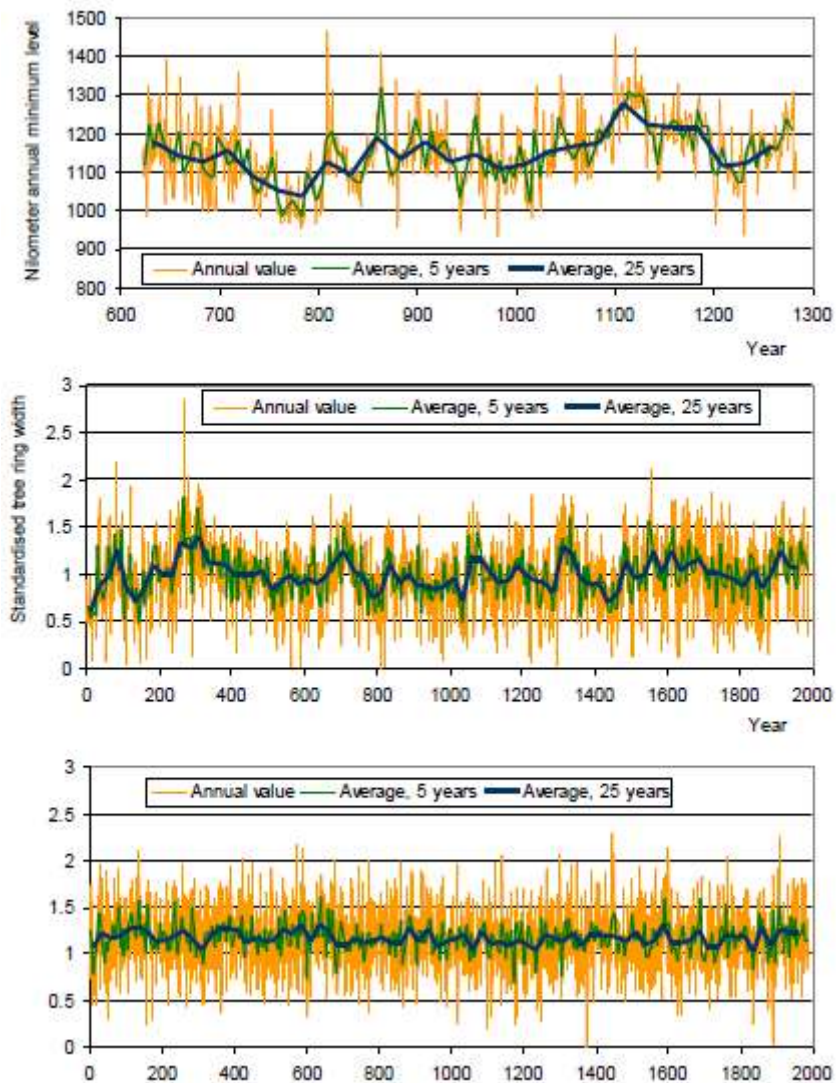 Nilometer annual minimum level
1500
1400
1300
1200
1100
1000
900
800
Annual value
Average, 5 years
Average, 25 years
600 700 800 900 1000 1100 1200 1300
Year
Standardised tree ring width
3
2.5
2
1.5
1
0.5
0
Annual value
Average, 5 years
Average, 25 years
0 200 400 600 800 1000 1200 1400 1600 1800 2000
Year
3
2.5
2
1.5
1
0.5
0
Annual value
Average, 5 years
Average, 25 years
0 200 400 600 800 1000 1200 1400 1600 1800 2000